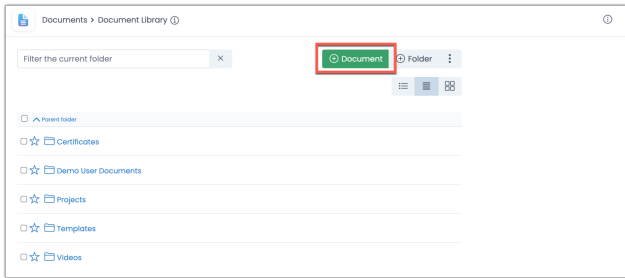 Documents > Document Library
Filter the current folder
Document
Folder
Parent folder
Certificates
Demo User Documents
Projects
Templates
Videos